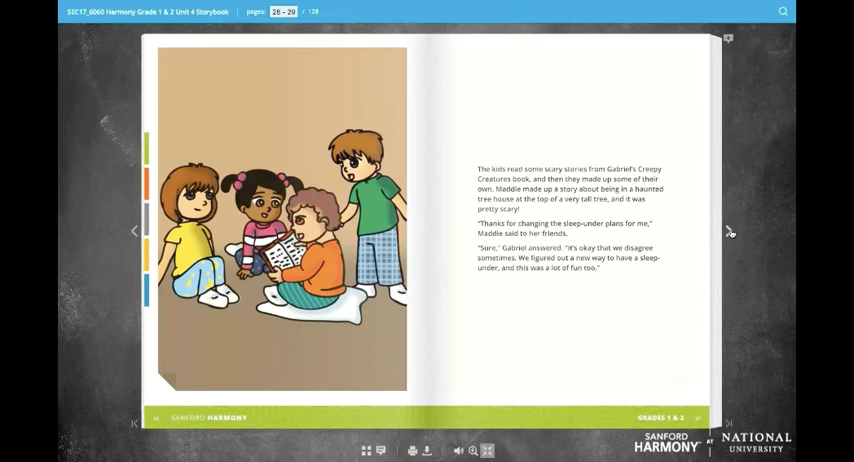 SEC17_6060 Harmony Grade 1 & 2 Unit 4 Storybook
pages: 28 - 29 / 128
The kids read some scary stories from Gabriel's Creepy
Creatures book, and then they made up some of their
own. Maddie made up a story about being in a haunted
tree house at the top of a very tall tree, and it was
pretty scary!
"Thanks for changing the sleep-under plans for me,"
Maddie said to her friends.
"Sure," Gabriel answered. "It's okay that we disagree
sometimes. We figured out a new way to have a sleep-
under, and this was a lot of fun too."
SANFORD HARMONY
GRADES 1 & 2
SANFORD
HARMONY
AT
NATIONAL
UNIVERSITY